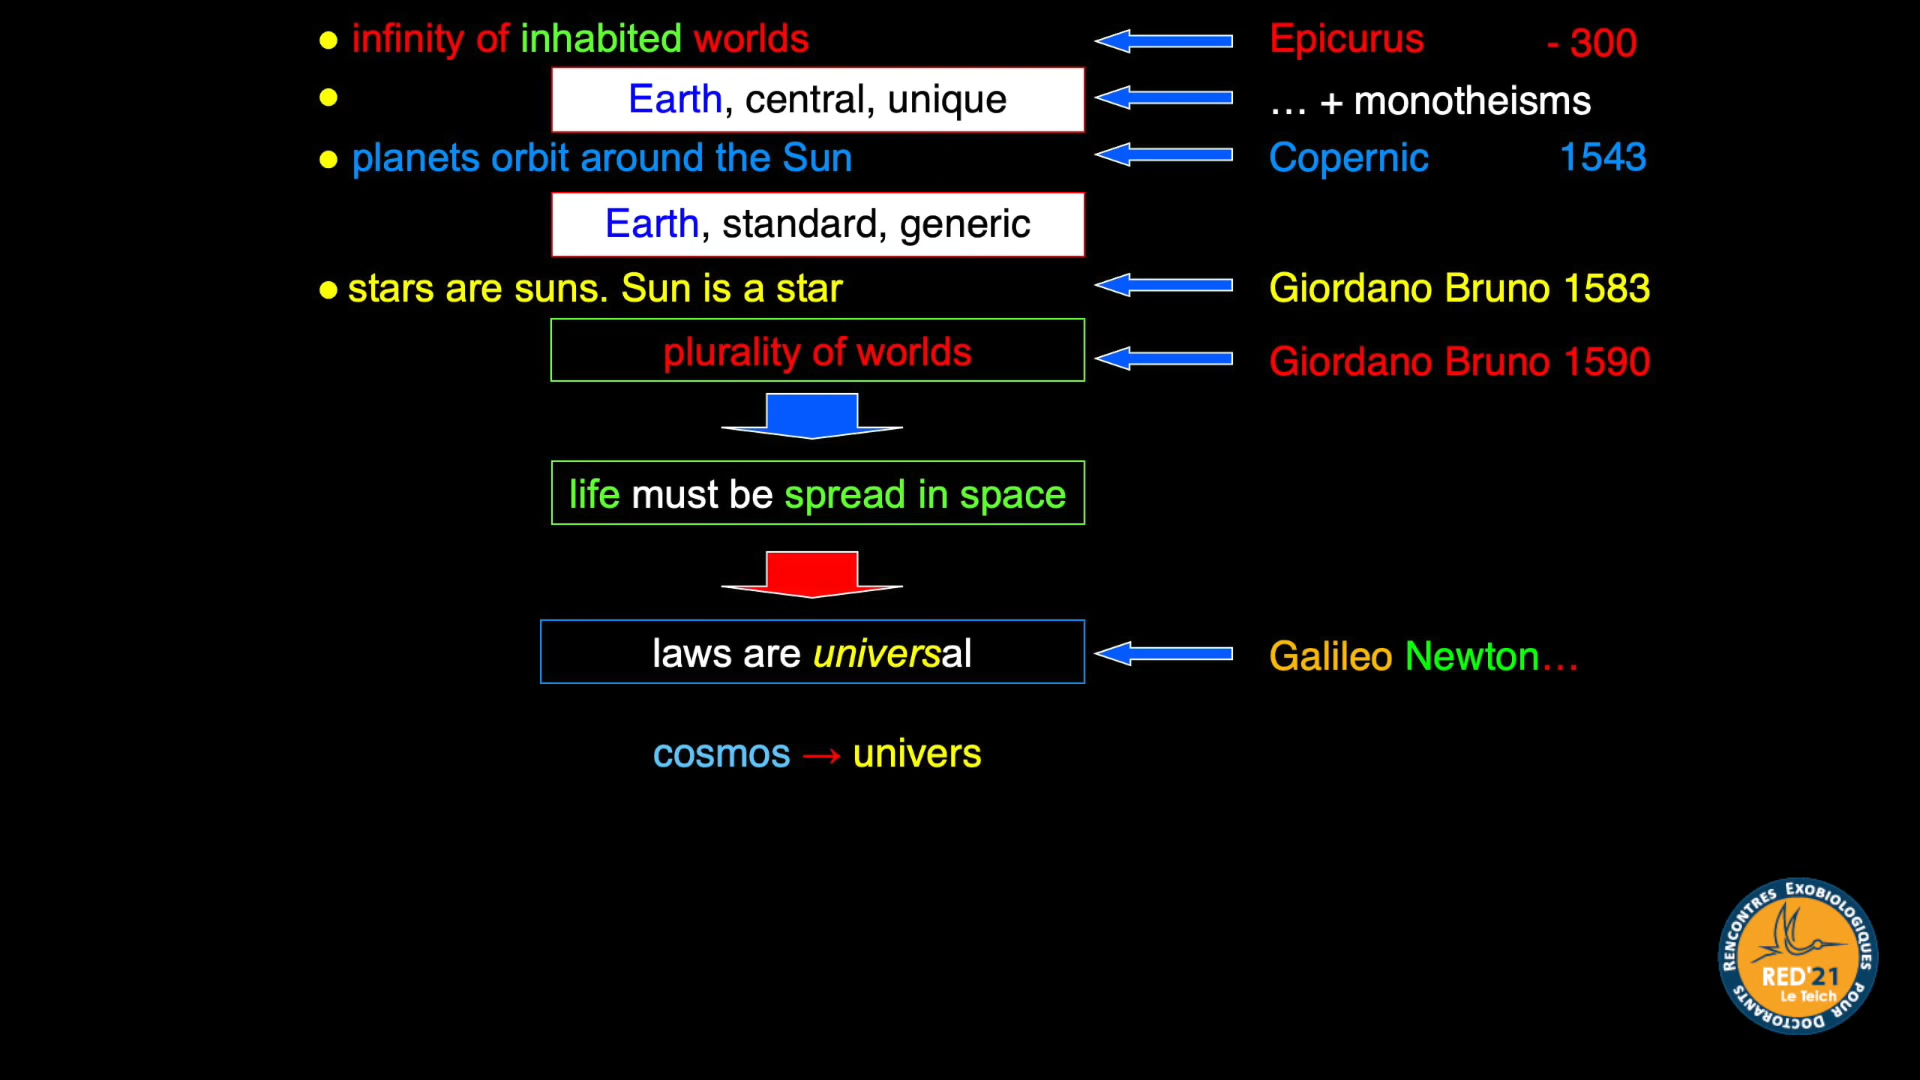 ● infinity of inhabited worlds Epicurus - 300
● Earth, central, unique … + monotheisms
● planets orbit around the Sun Copernic 1543
Earth, standard, generic
● stars are suns. Sun is a star Giordano Bruno 1583
plurality of worlds Giordano Bruno 1590
life must be spread in space
laws are universal Galileo Newton…
cosmos → univers
RENCONTRES EXOBIOLOGIQUES POUR DOCTORANTS
RED'21
Le Teich